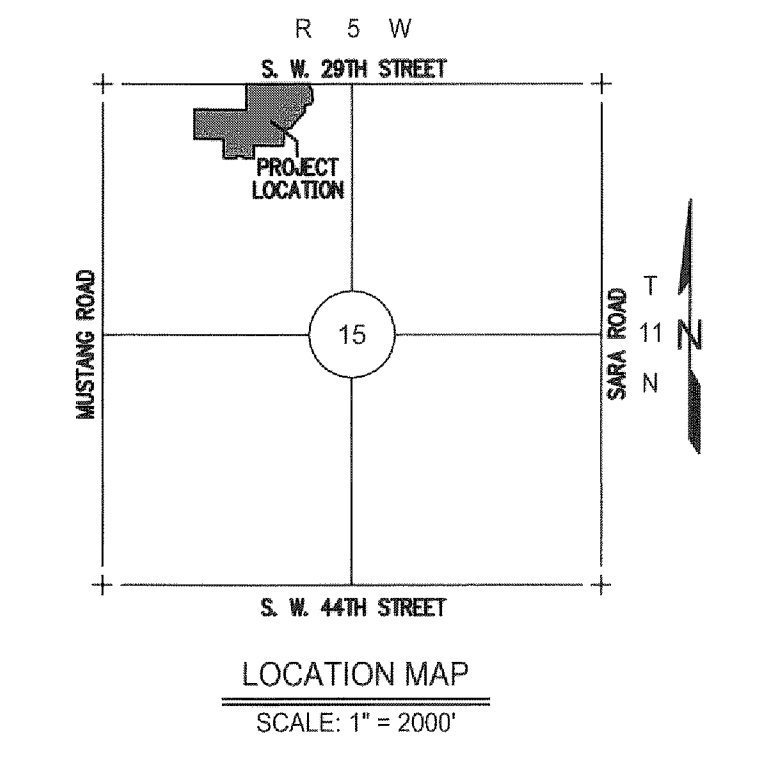 R 5 W
S. W. 29TH STREET
PROJECT
LOCATION
MUSTANG ROAD
15
SARA ROAD
T
11
N
N
S. W. 44TH STREET
LOCATION MAP
SCALE: 1" = 2000'